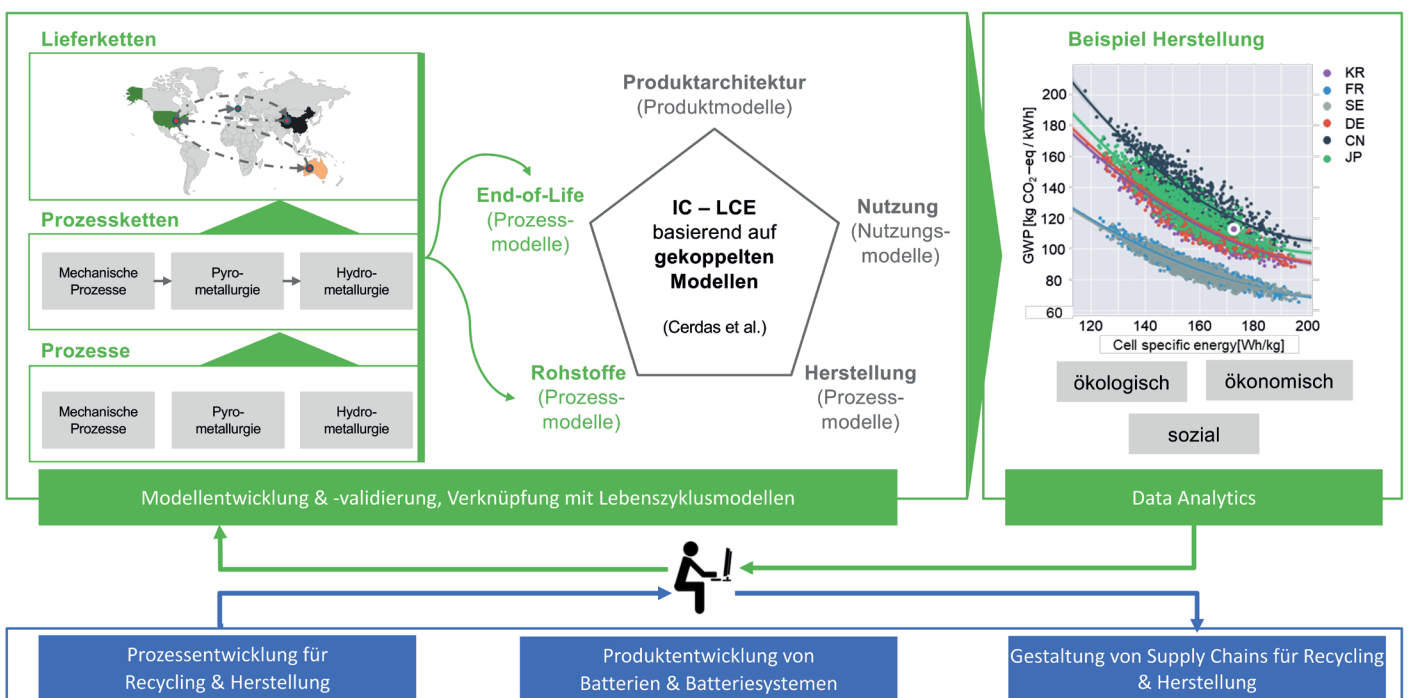 Lieferketten
Prozessketten
Mechanische
Prozesse
Pyro-
metallurgie
Hydro-
metallurgie
Prozesse
Mechanische
Prozesse
Pyro-
metallurgie
Hydro-
metallurgie
End-of-Life
(Prozess-
modelle)
Rohstoffe
(Prozess-
modelle)
Produktarchitektur
(Produktmodelle)
IC – LCE
basierend auf
gekoppelten
Modellen
(Cerdas et al.)
Nutzung
(Nutzungs-
modelle)
Herstellung
(Prozess-
modelle)
Modellentwicklung & -validierung, Verknüpfung mit Lebenszyklusmodellen
Beispiel Herstellung
GWP [kg CO₂–eq / kWh]
200
180
160
140
120
100
80
60
120
140
160
180
200
Cell specific energy[Wh/kg]
KR
FR
SE
DE
CN
JP
ökologisch
ökonomisch
sozial
Data Analytics
Prozessentwicklung für
Recycling & Herstellung
Produktentwicklung von
Batterien & Batteriesystemen
Gestaltung von Supply Chains für Recycling
& Herstellung